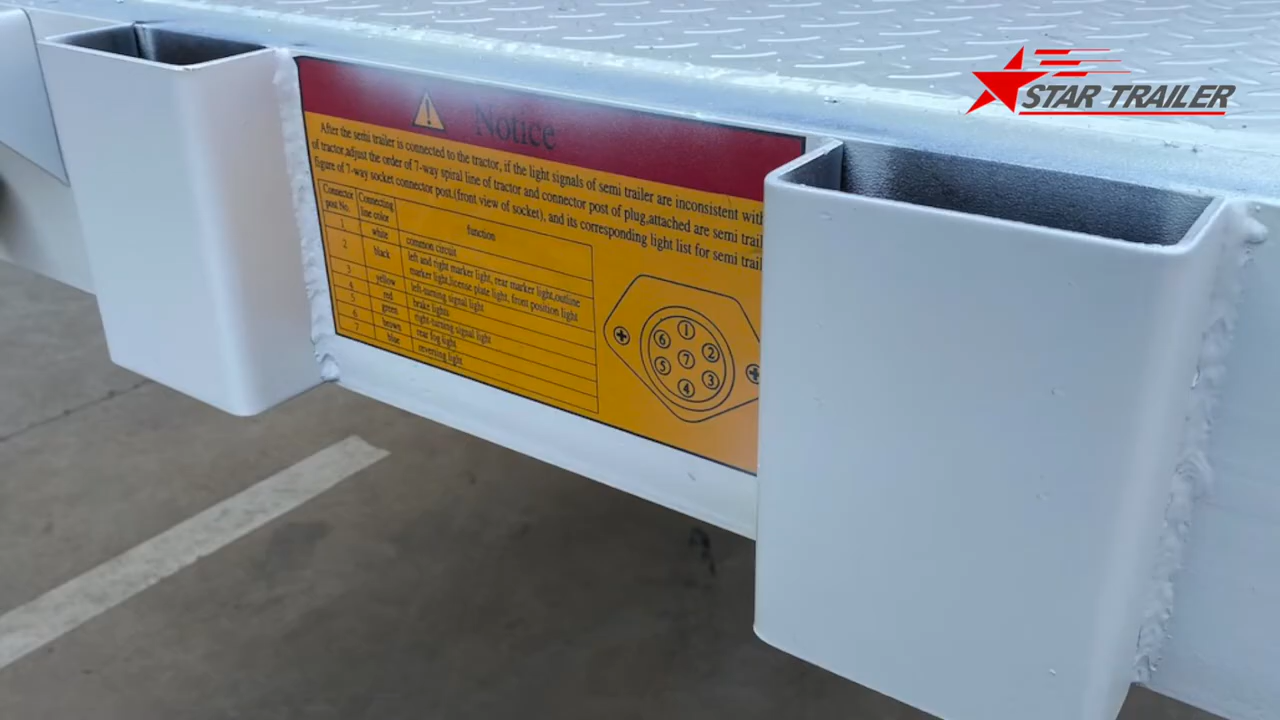 STAR TRAILER
Notice
After the semi trailer is connected to the tractor, if the light signals of semi trailer are inconsistent with
of tractor,adjust the order of 7-way spiral line of tractor and connector post of plug,attached are semi trail
figure of 7-way socket connector post.(front view of socket), and its corresponding light list for semi trail
Connector post No. Connecting line color function
1 white common circuit
2 black left and right marker light, rear marker light,outline
marker light,license plate light, front position light
3 yellow left-turning signal light
4 red brake lights
5 green right-turning signal light
6 brown rear fog light
7 blue reversing light
1
6 2
7
5 3
4